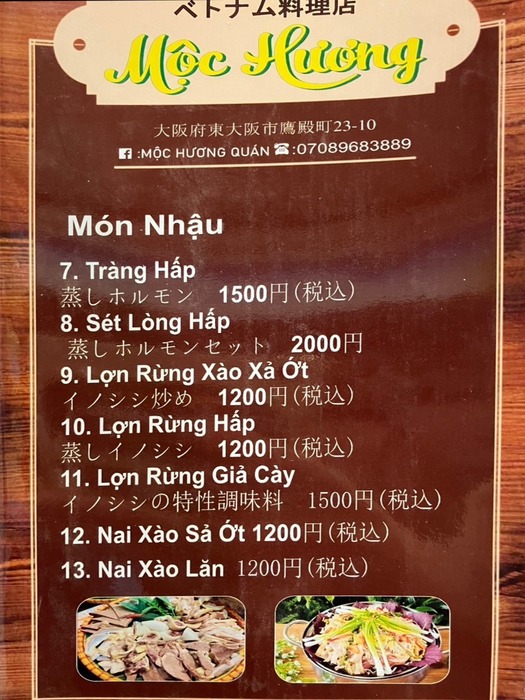 ベトナム料理店
Mộc Hương
大阪府東大阪市鷹殿町23-10
:MỘC HƯƠNG QUÁN ☎:07089683889
Món Nhậu
7. Tràng Hấp
蒸しホルモン 1500円(税込)
8. Sét Lòng Hấp
蒸しホルモンセット 2000円
9. Lợn Rừng Xào Xả Ớt
イノシシ炒め 1200円(税込)
10. Lợn Rừng Hấp
蒸しイノシシ 1200円(税込)
11. Lợn Rừng Giả Cày
イノシシの特性調味料 1500円(税込)
12. Nai Xào Sả Ớt 1200円(税込)
13. Nai Xào Lăn 1200円(税込)